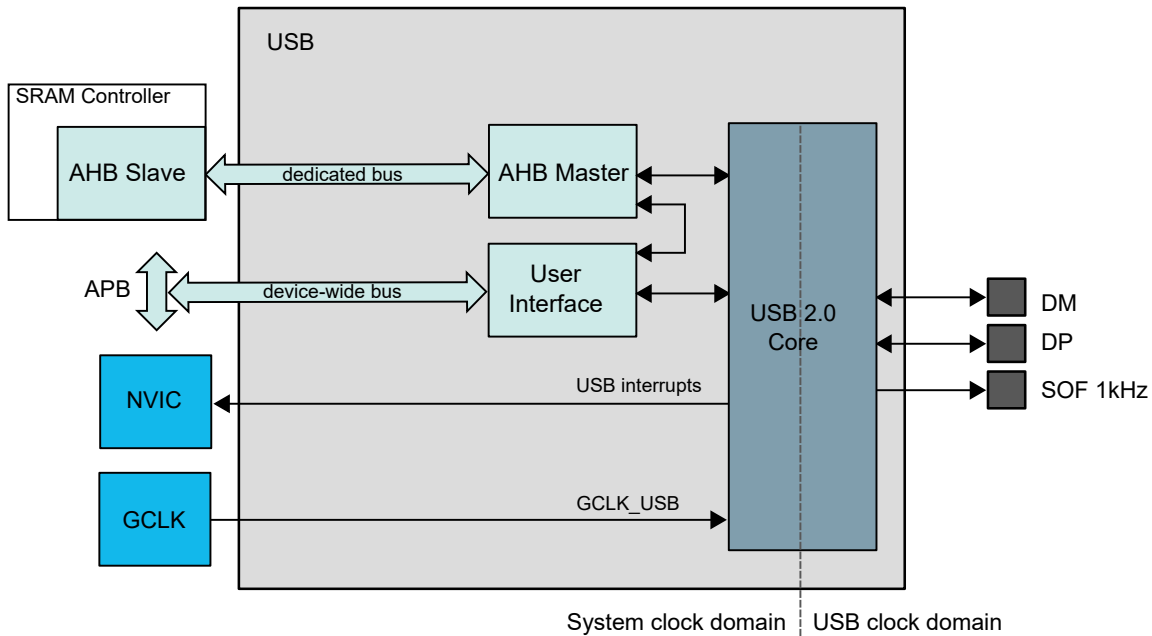 USB
SRAM Controller
AHB Slave
dedicated bus
AHB Master
APB
device-wide bus
User
Interface
USB 2.0
Core
DM
DP
SOF 1kHz
NVIC
USB interrupts
GCLK
GCLK_USB
System clock domain
USB clock domain